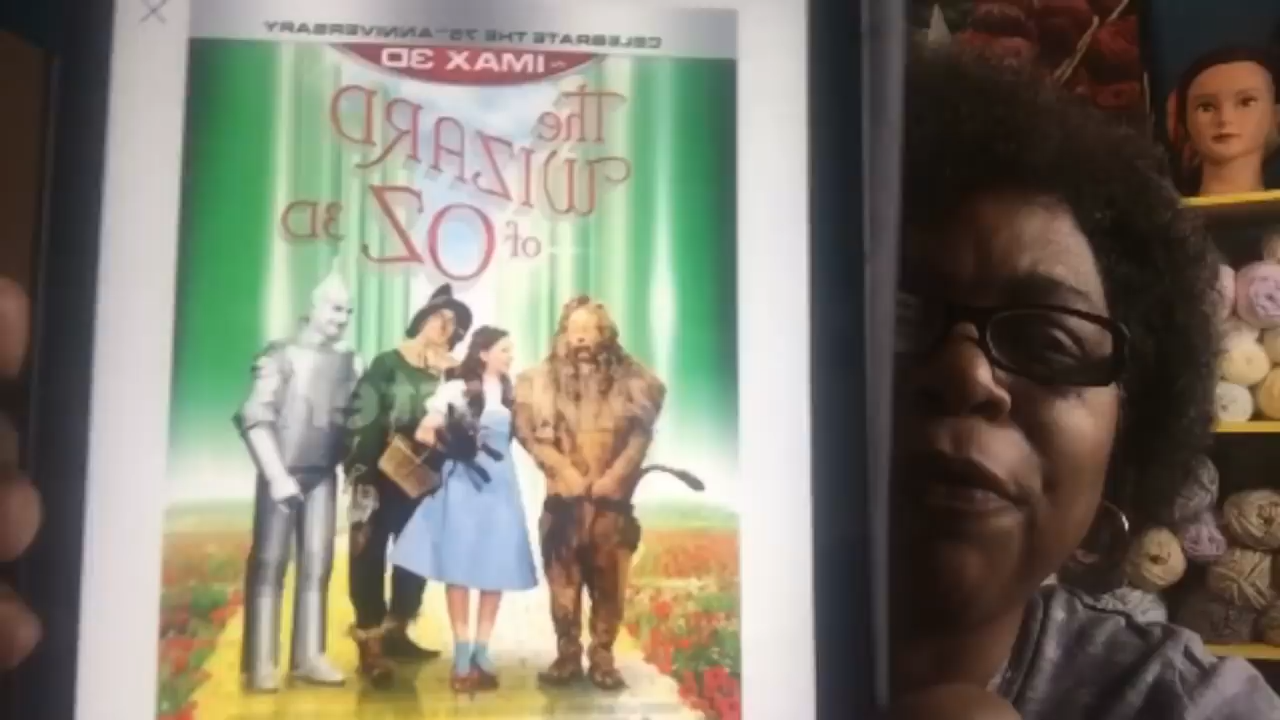 CELEBRATE THE 75TH ANNIVERSARY
IMAX 3D
The
WIZARD
of OZ 3D